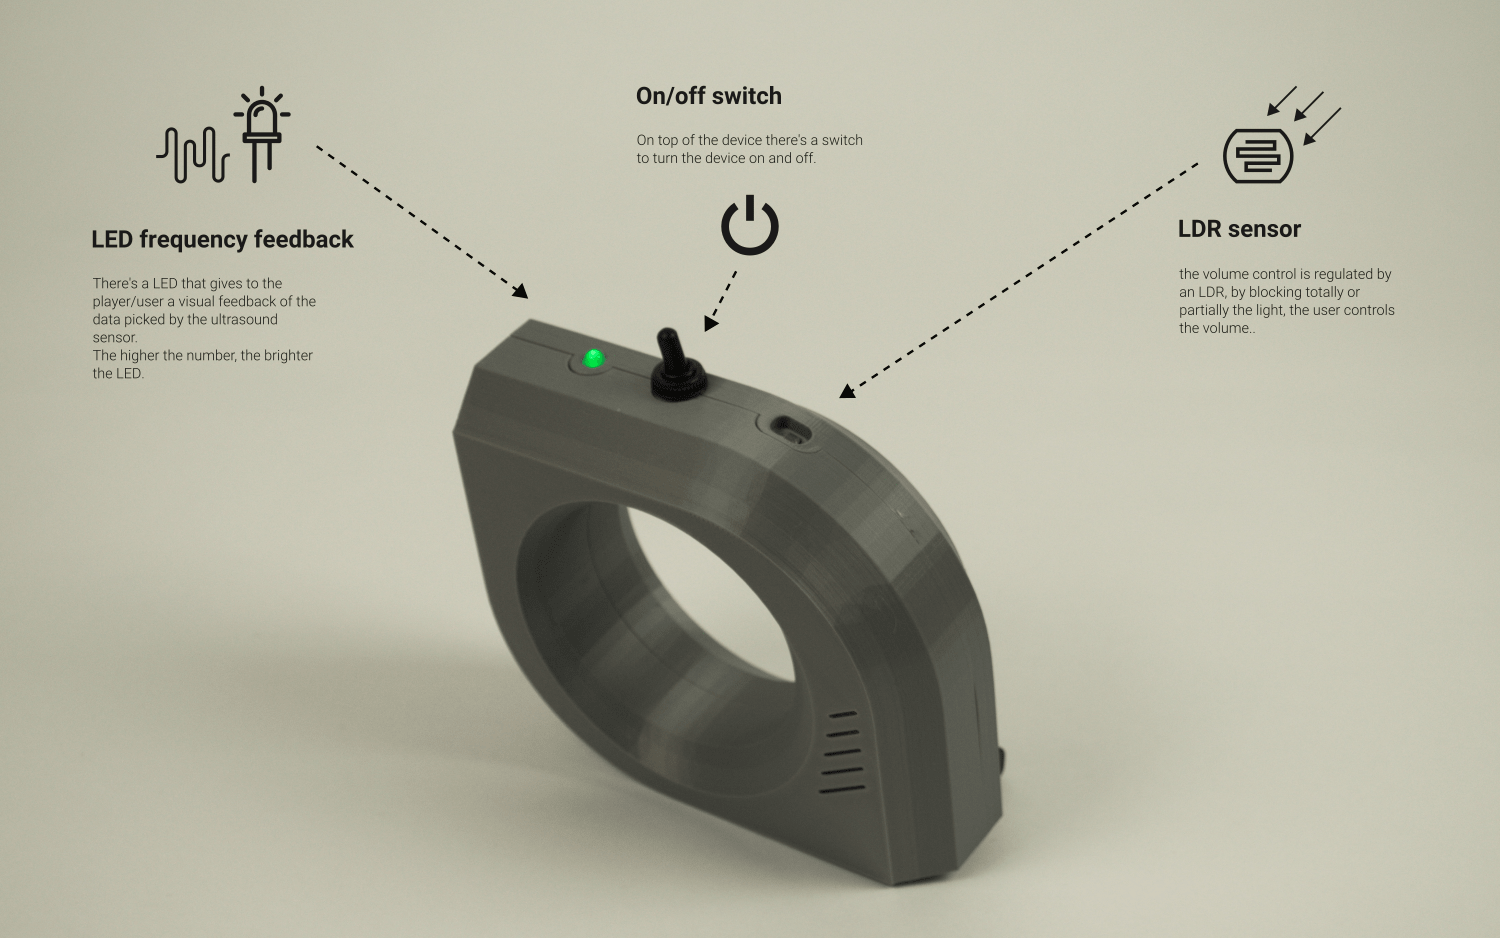 LED frequency feedback
There's a LED that gives to the
player/user a visual feedback of the
data picked by the ultrasound
sensor.
The higher the number, the brighter
the LED.
On/off switch
On top of the device there's a switch
to turn the device on and off.
LDR sensor
the volume control is regulated by
an LDR, by blocking totally or
partially the light, the user controls
the volume..